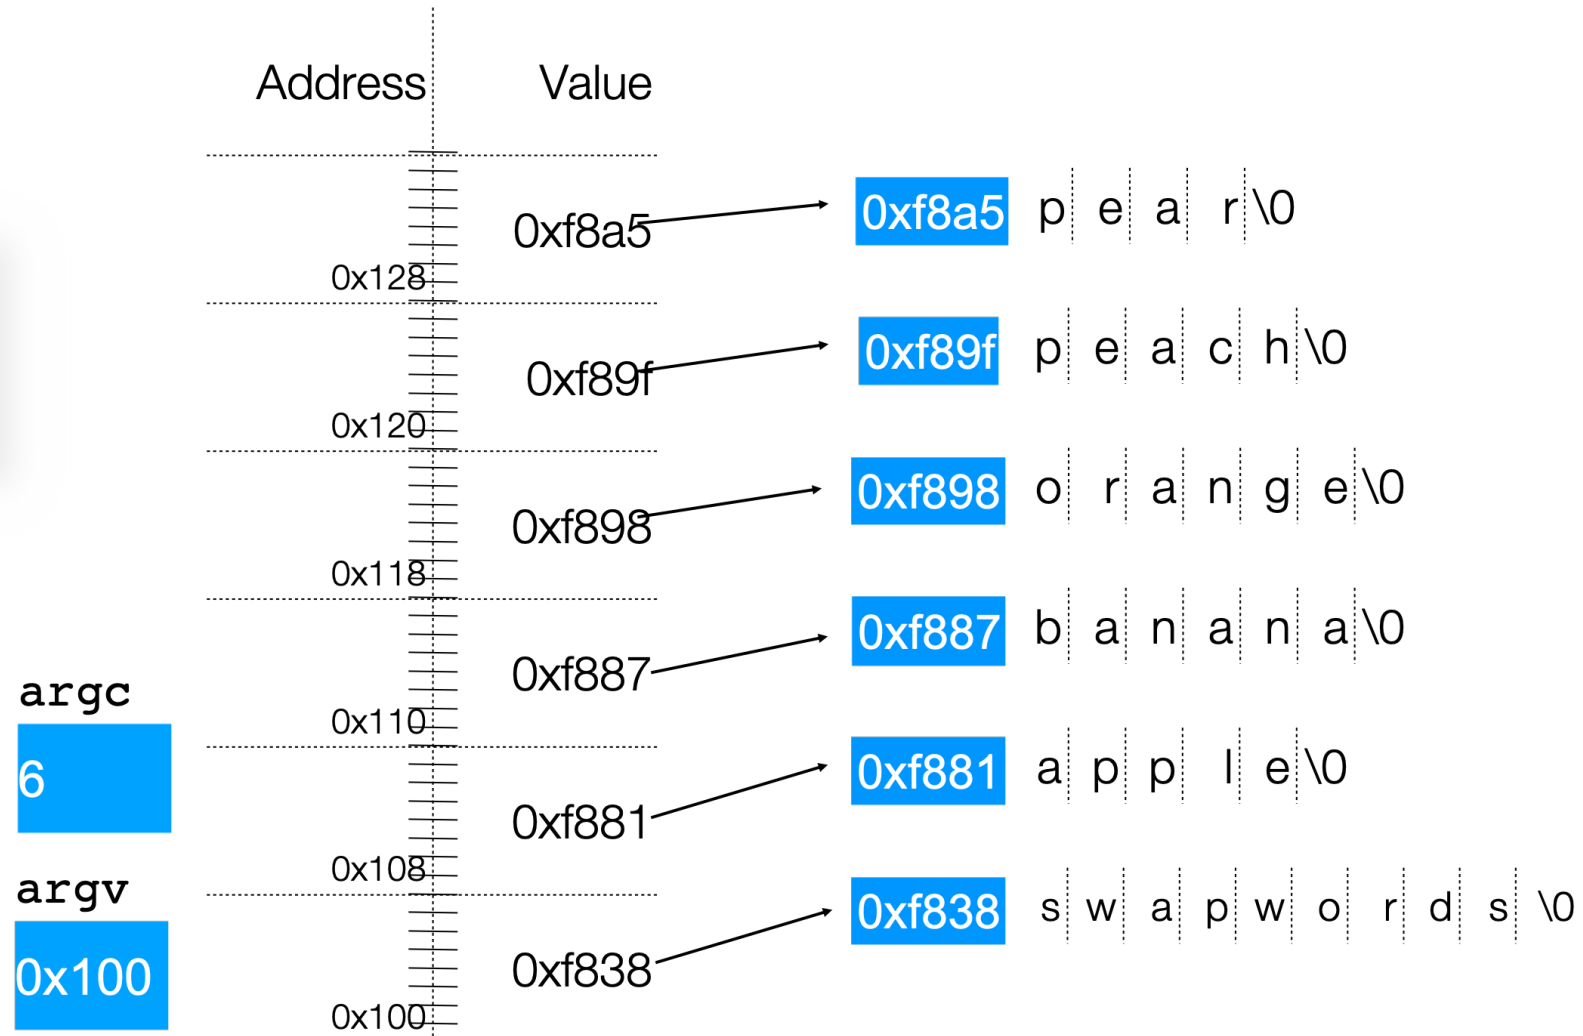 Address Value
0xf8a5 0xf8a5 p e a r \0
0x128
0xf89f 0xf89f p e a c h \0
0x120
0xf898 0xf898 o r a n g e \0
0x118
0xf887 0xf887 b a n a n a \0
0x110
argc
6
0xf881 0xf881 a p p l e \0
0x108
argv
0x100
0xf838 0xf838 s w a p w o r d s \0
0x100